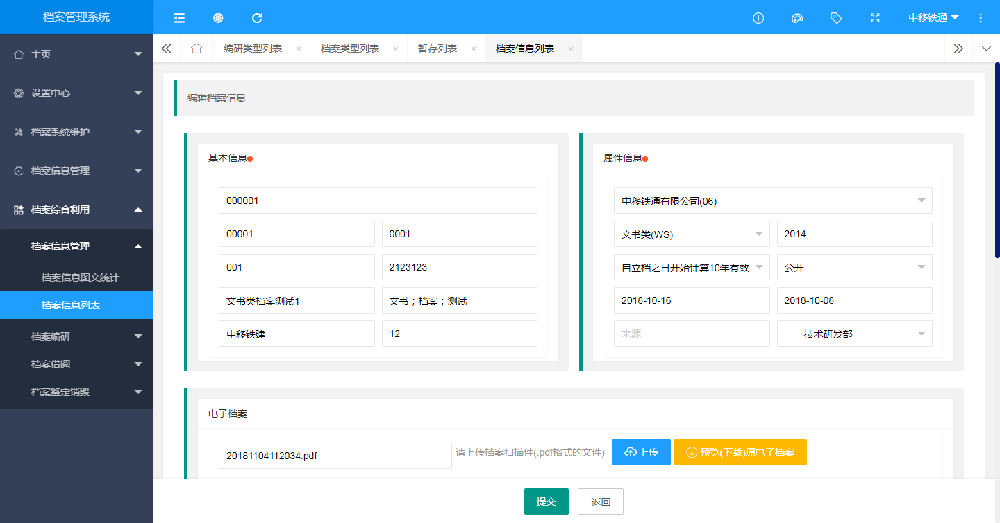 档案管理系统
中移铁通
主页
设置中心
档案系统维护
档案信息管理
档案综合利用
档案信息管理
档案信息图文统计
档案信息列表
档案编研
档案借阅
档案鉴定销毁
编研类型列表 档案类型列表 暂存列表 档案信息列表
编辑档案信息
基本信息
000001
00001 0001
001 2123123
文书类档案测试1 文书；档案；测试
中移铁建 12
属性信息
中移铁通有限公司(06)
文书类(WS) 2014
自立档之日开始计算10年有效 公开
2018-10-16 2018-10-08
来源 技术研发部
电子档案
20181104112034.pdf 请上传档案扫描件(.pdf格式的文件) 上传 预览(下载)原电子档案
提交 返回